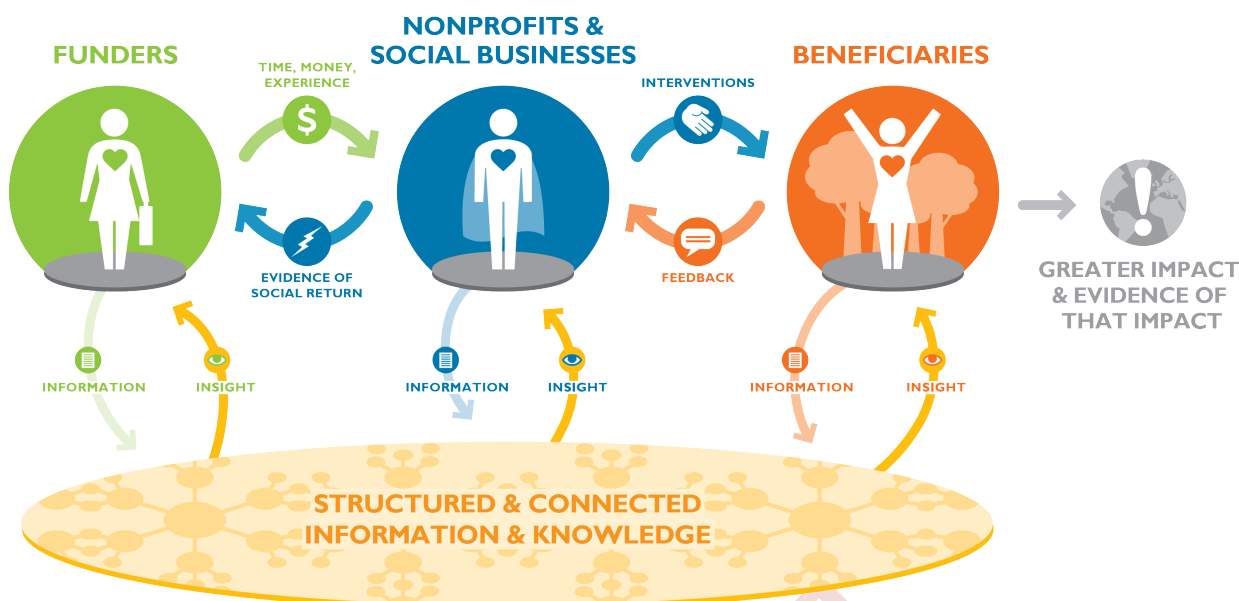 FUNDERS
NONPROFITS &
SOCIAL BUSINESSES
BENEFICIARIES
TIME, MONEY,
EXPERIENCE
$
INTERVENTIONS
EVIDENCE OF
SOCIAL RETURN
FEEDBACK
!
GREATER IMPACT
& EVIDENCE OF
THAT IMPACT
INFORMATION
INSIGHT
INFORMATION
INSIGHT
INFORMATION
INSIGHT
STRUCTURED & CONNECTED
INFORMATION & KNOWLEDGE